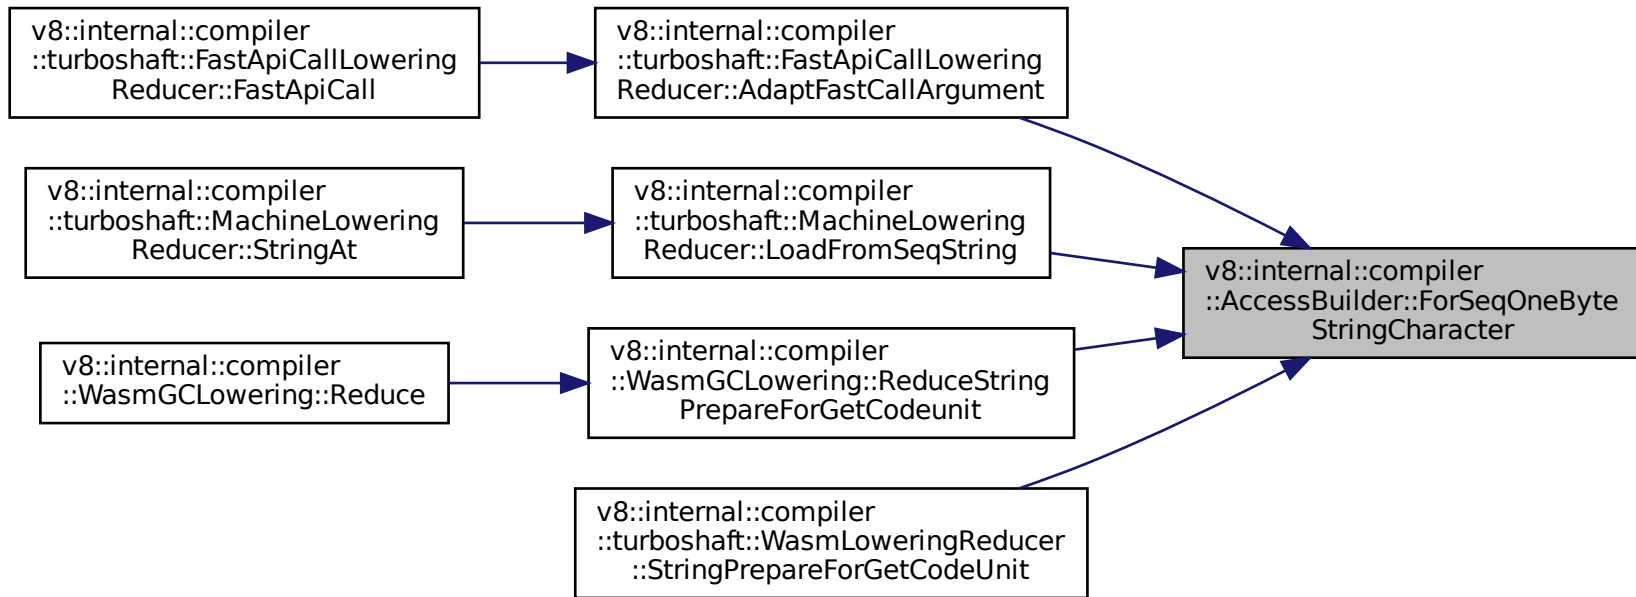 v8::internal::compiler
::turboshaft::FastApiCallLowering
Reducer::FastApiCall
v8::internal::compiler
::turboshaft::FastApiCallLowering
Reducer::AdaptFastCallArgument
v8::internal::compiler
::turboshaft::MachineLowering
Reducer::StringAt
v8::internal::compiler
::turboshaft::MachineLowering
Reducer::LoadFromSeqString
v8::internal::compiler
::AccessBuilder::ForSeqOneByte
StringCharacter
v8::internal::compiler
::WasmGCLowering::Reduce
v8::internal::compiler
::WasmGCLowering::ReduceString
PrepareForGetCodeunit
v8::internal::compiler
::turboshaft::WasmLoweringReducer
::StringPrepareForGetCodeUnit